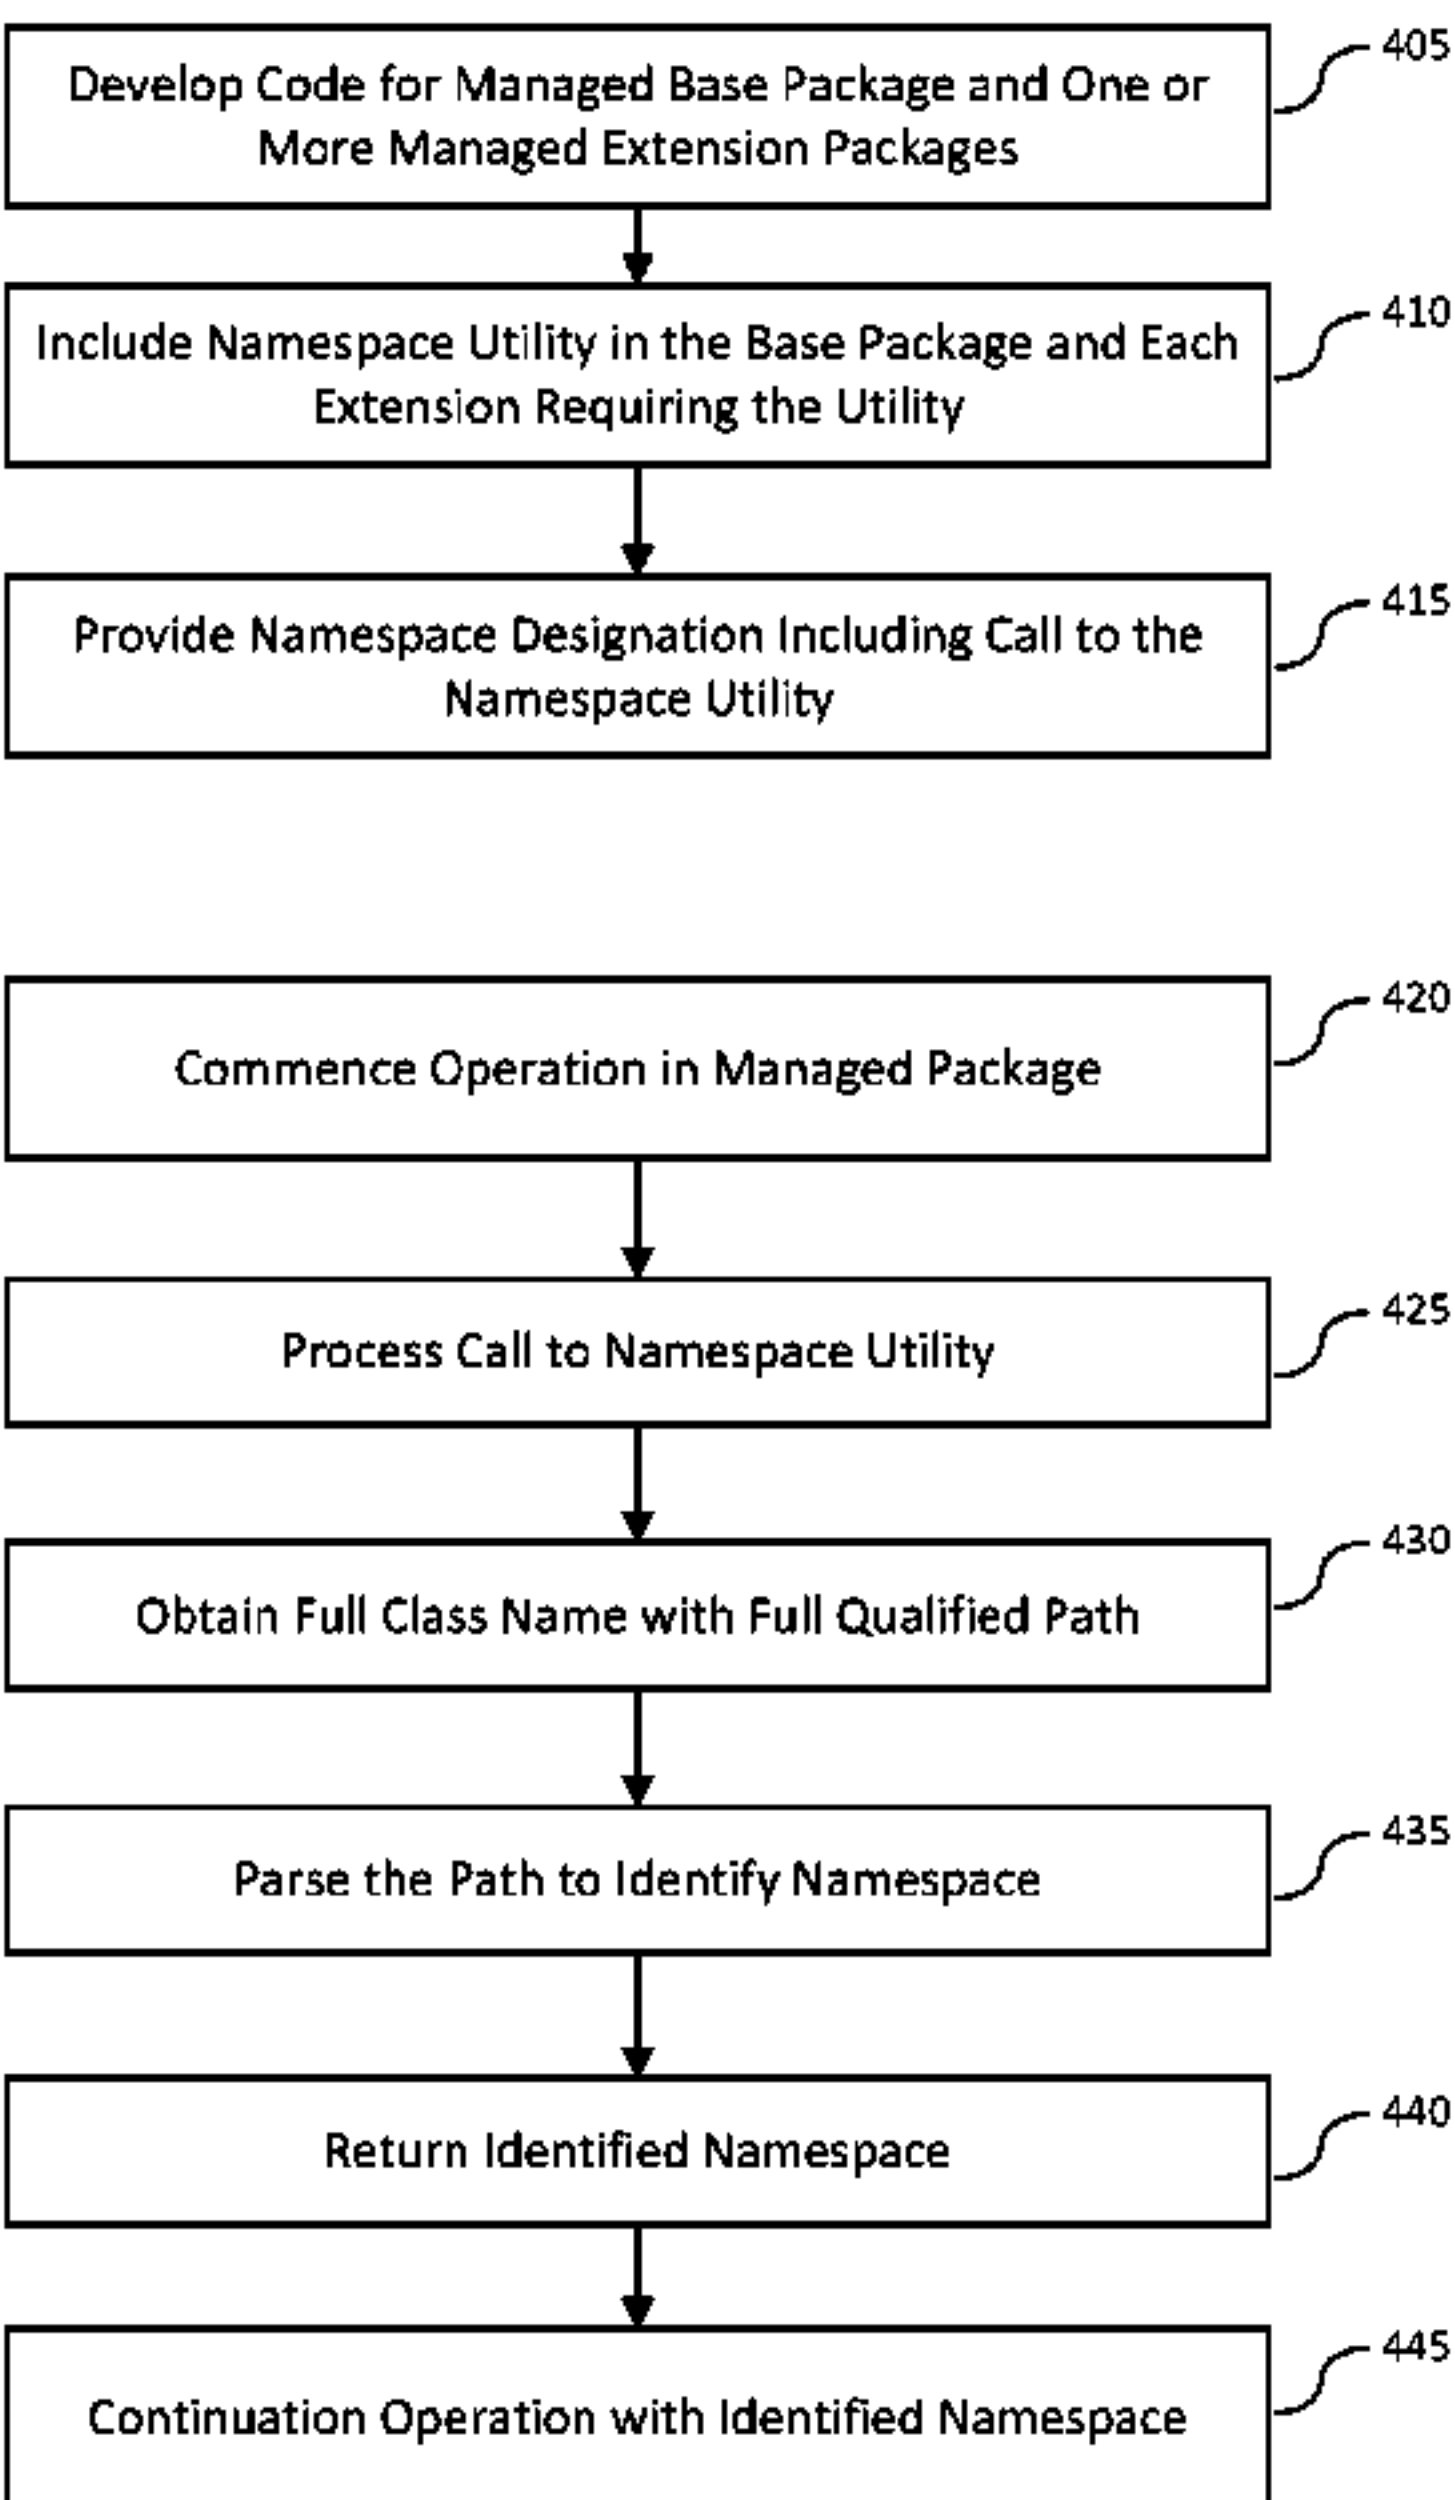 405
Develop Code for Managed Base Package and One or
More Managed Extension Packages
410
Include Namespace Utility in the Base Package and Each
Extension Requiring the Utility
415
Provide Namespace Designation Including Call to the
Namespace Utility
420
Commence Operation in Managed Package
425
Process Call to Namespace Utility
430
Obtain Full Class Name with Full Qualified Path
435
Parse the Path to Identify Namespace
440
Return Identified Namespace
445
Continuation Operation with Identified Namespace